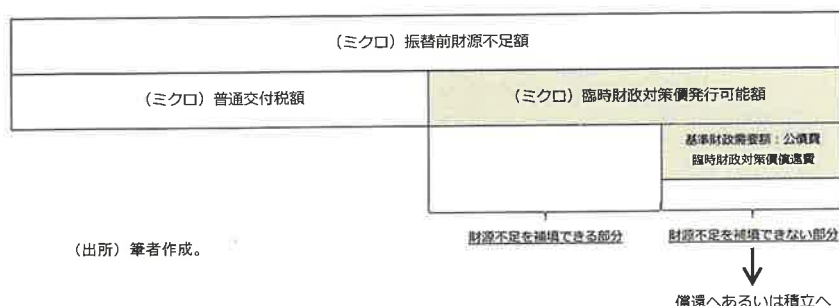 （ミクロ）振替前財源不足額
（ミクロ）普通交付税額
（ミクロ）臨時財政対策債発行可能額
基準財政需要額：公債費
臨時財政対策債償還費
財源不足を補填できる部分
財源不足を補填できない部分
（出所）筆者作成。
償還へあるいは積立へ